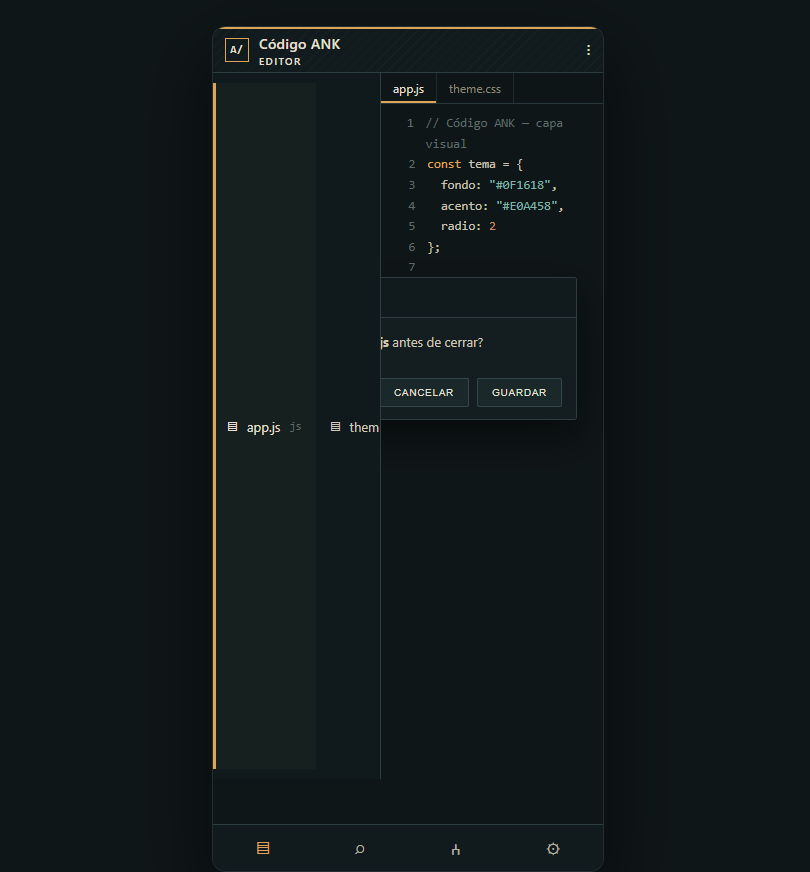 A/
Código ANK
EDITOR
app.js
theme.css
1 // Código ANK — capa
visual
2 const tema = {
3 fondo: "#0F1618",
4 acento: "#E0A458",
5 radio: 2
6 };
7
js antes de cerrar?
CANCELAR
GUARDAR
app.js js
them